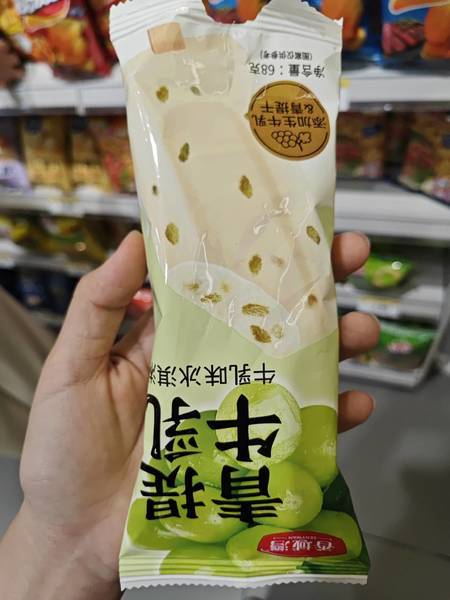 青提
牛乳
牛乳味冰淇
添加生牛乳
&青提干
净含量：68克
(图案仅供参考)